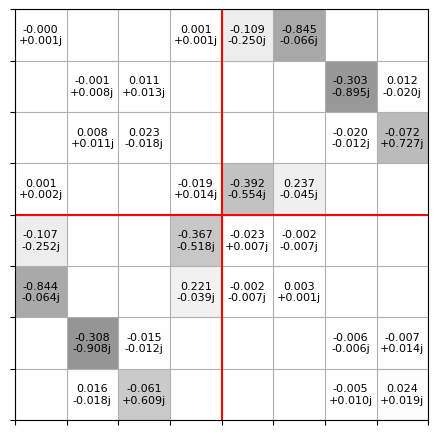 -0.000 0.001 -0.109 -0.845
+0.001j +0.001j -0.250j -0.066j
-0.001 0.011 -0.303 0.012
+0.008j +0.013j -0.895j -0.020j
0.008 0.023 -0.020 -0.072
+0.011j -0.018j -0.012j +0.727j
0.001 -0.019 -0.392 0.237
+0.002j +0.014j -0.554j -0.045j
-0.107 -0.367 -0.023 -0.002
-0.252j -0.518j +0.007j -0.007j
-0.844 0.221 -0.002 0.003
-0.064j -0.039j -0.007j +0.001j
-0.308 -0.015 -0.006 -0.007
-0.908j -0.012j -0.006j +0.014j
0.016 -0.061 -0.005 0.024
-0.018j +0.609j +0.010j +0.019j